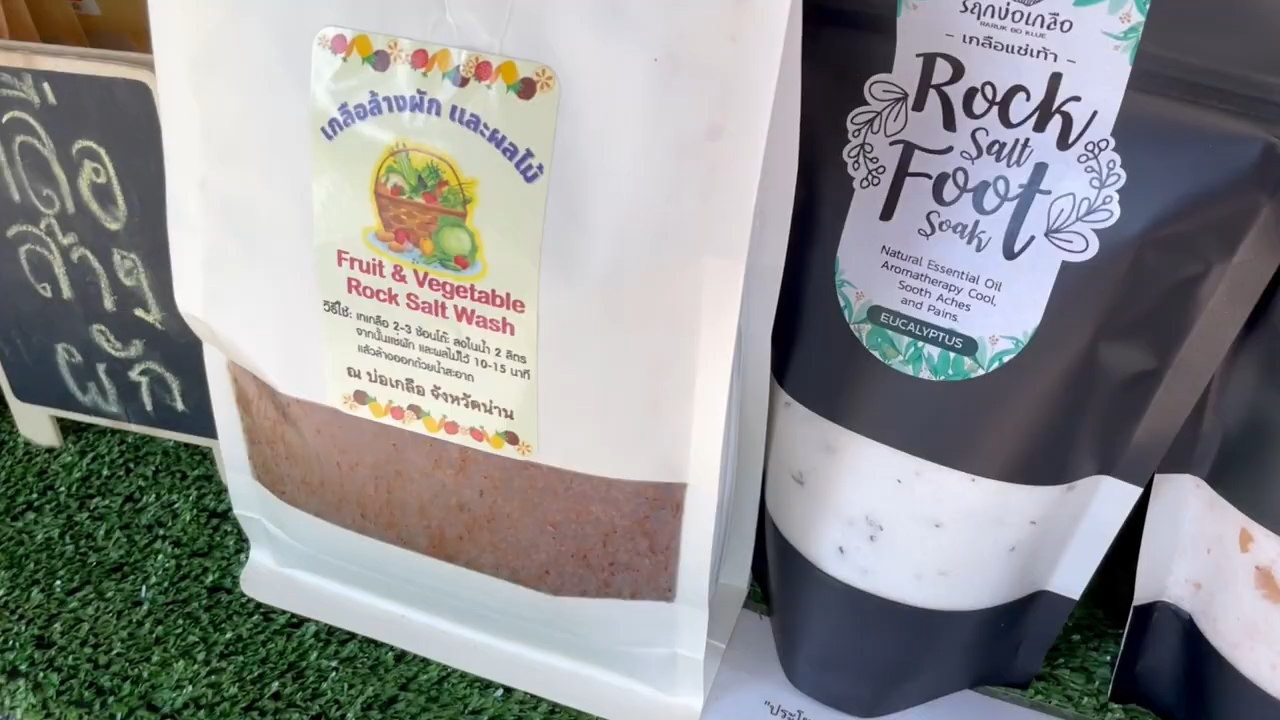 เกลือ
ล้าง
ผัก
เกลือล้างผัก และผลไม้
Fruit & Vegetable
Rock Salt Wash
วิธีใช้: เทเกลือ 2-3 ช้อนโต๊ะ ลงในน้ำ 2 ลิตร
จากนั้นแช่ผัก และผลไม้ไว้ 10-15 นาที
แล้วล้างออกด้วยน้ำสะอาด
ณ บ่อเกลือ จังหวัดน่าน
รฤกบ่อเกลือ
RARUK BO KLUE
- เกลือแช่เท้า -
Rock
Salt
Foot
Soak
Natural Essential Oil
Aromatherapy Cool,
Sooth Aches
and Pains.
EUCALYPTUS